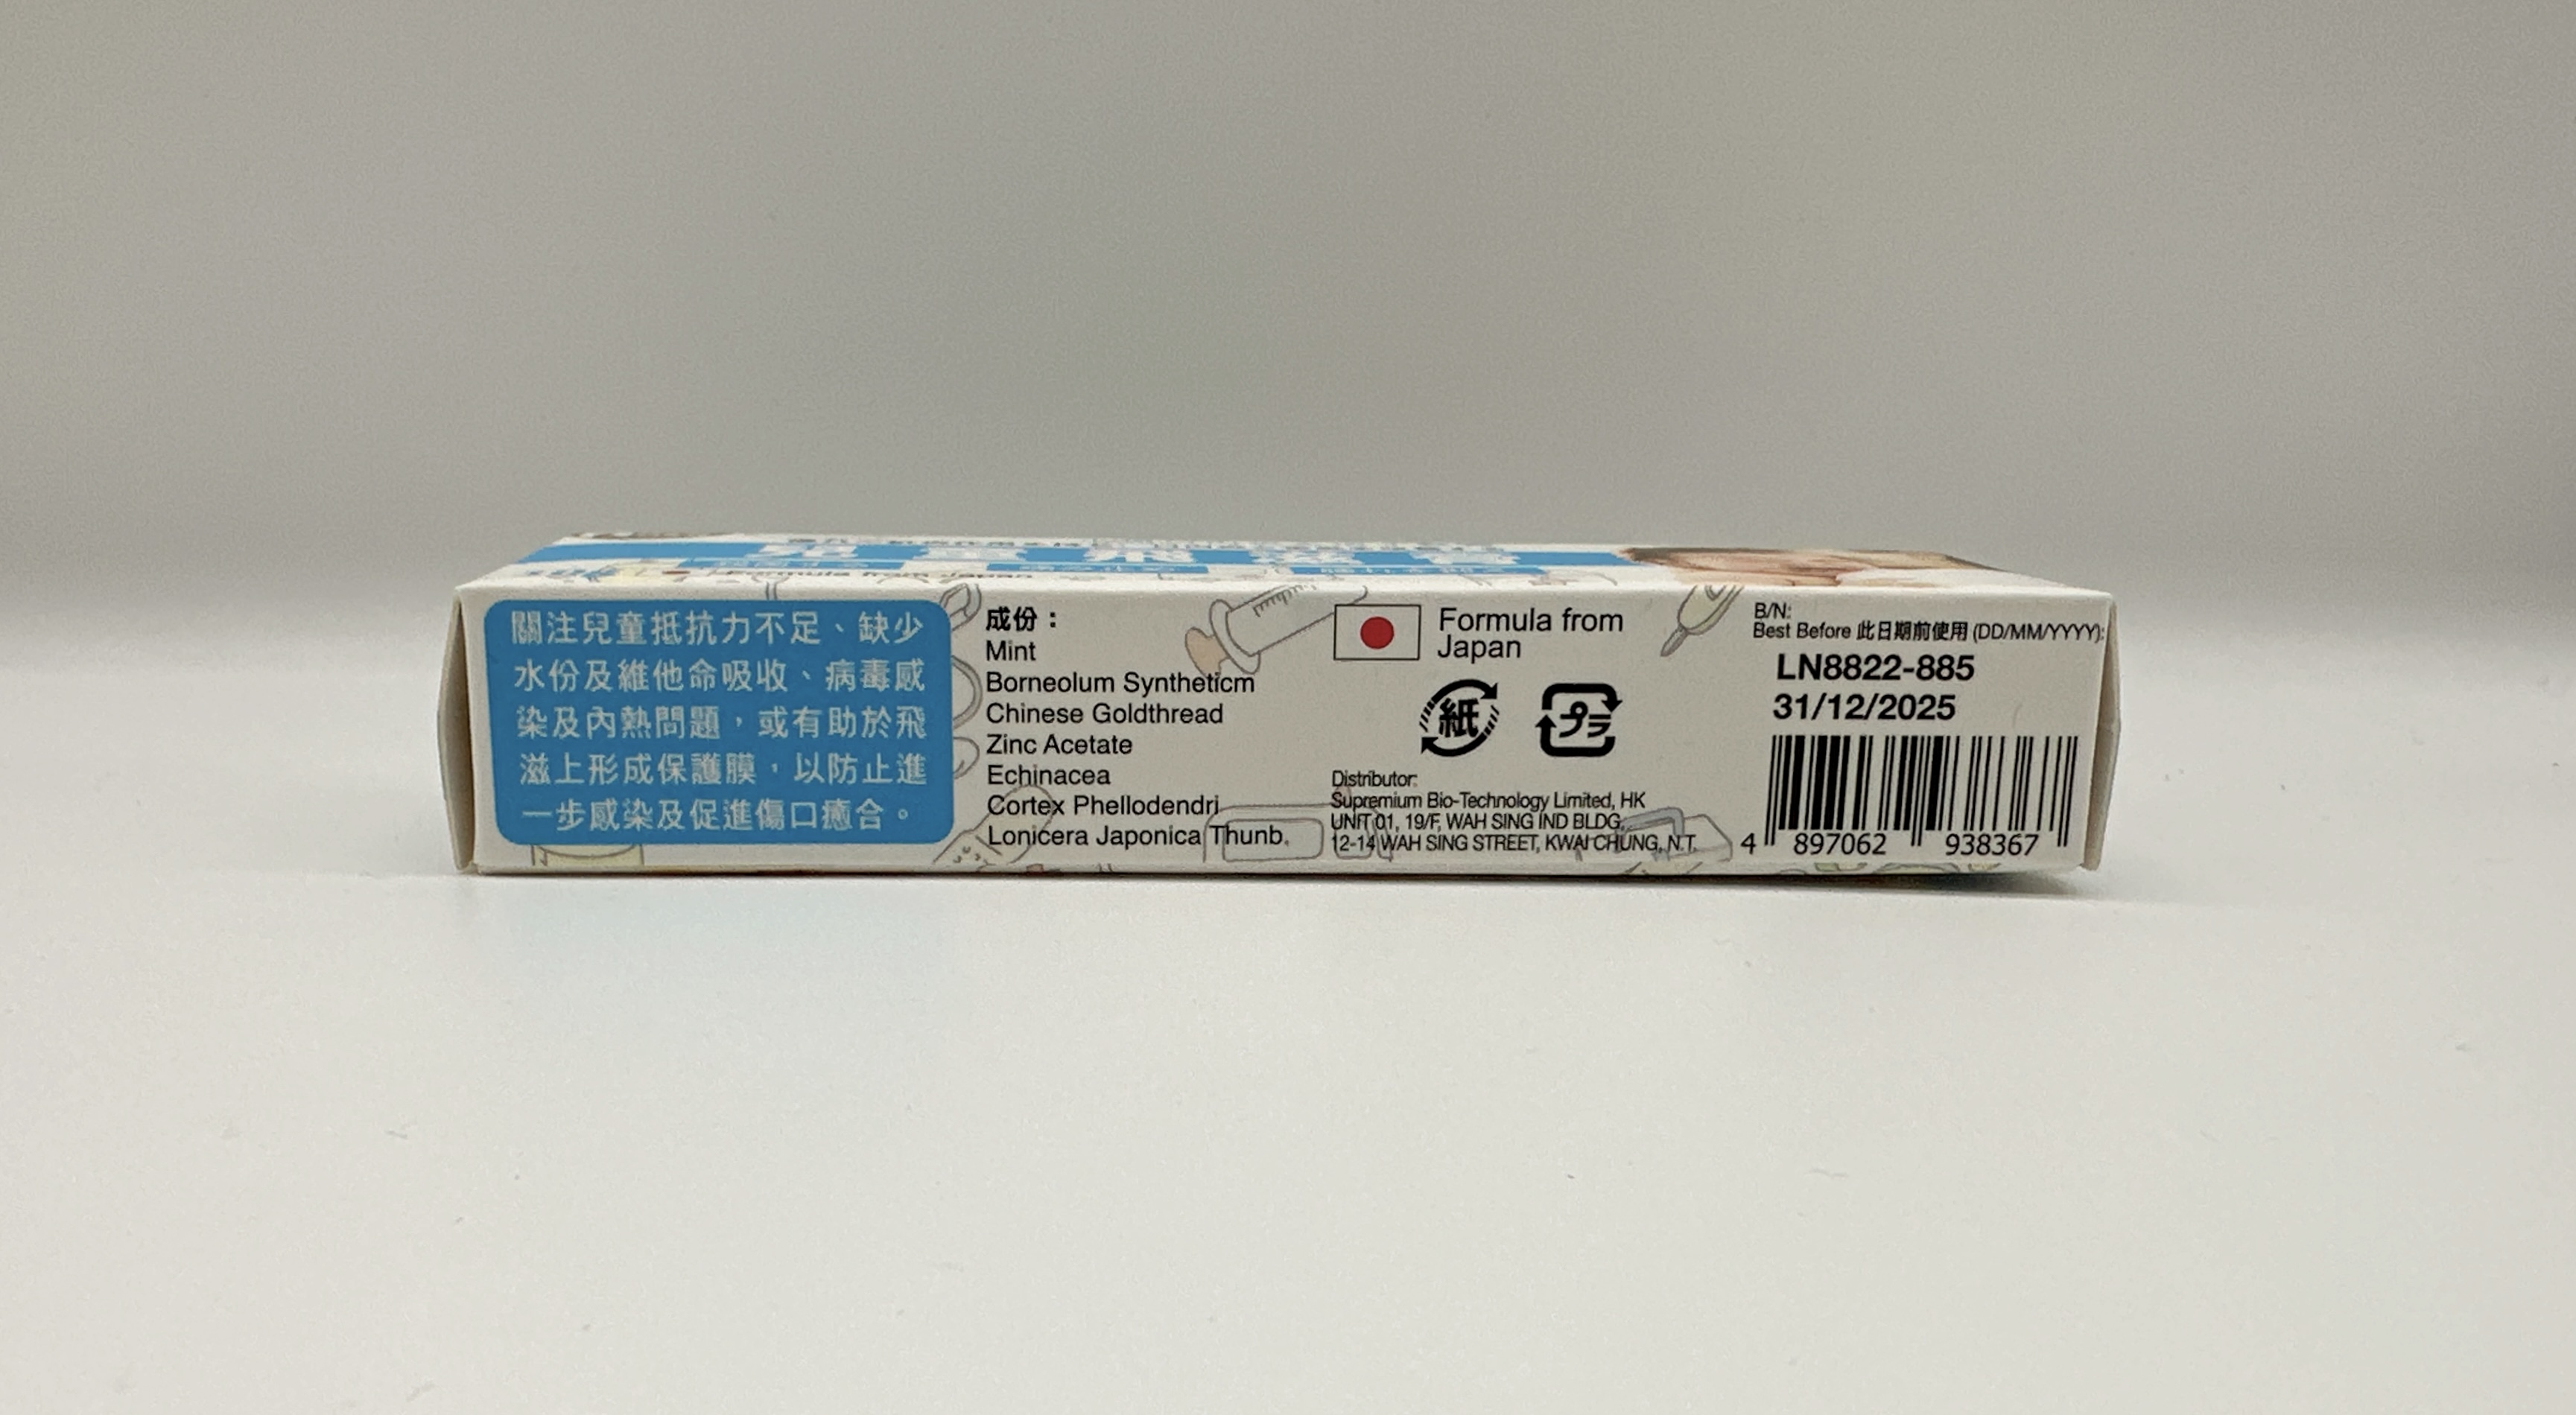 Formula from Japan
關注兒童抵抗力不足、缺少
水份及維他命吸收、病毒感
染及內熱問題，或有助於飛
滋上形成保護膜，以防止進
一步感染及促進傷口癒合。
成份：
Mint
Borneolum Syntheticm
Chinese Goldthread
Zinc Acetate
Echinacea
Cortex Phellodendri
Lonicera Japonica Thunb.
Formula from
Japan
紙
プラ
Distributor:
Supremium Bio-Technology Limited, HK
UNIT 01, 19/F, WAH SING IND BLDG,
12-14 WAH SING STREET, KWAI CHUNG, N.T.
B/N:
Best Before 此日期前使用 (DD/MM/YYYY):
LN8822-885
31/12/2025
4 897062 938367